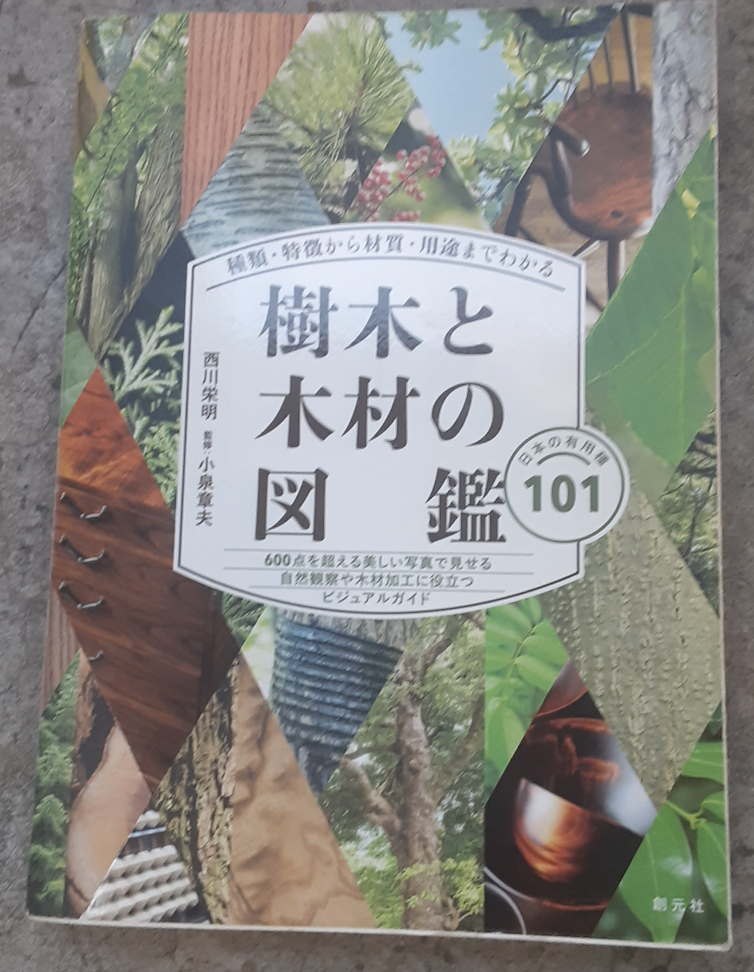 種類・特徴から材質・用途までわかる
樹木と
木材の
図鑑
西川栄明 監修:小泉章夫
日本の有用種
101
600点を超える美しい写真で見せる
自然観察や木材加工に役立つ
ビジュアルガイド
創元社